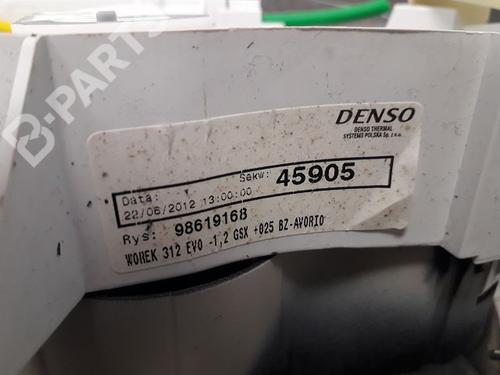 B-PARTS
DENSO
DENSO THERMAL
SYSTEMS POLSKA Sp. z o.o.
Data: Sekw: 45905
22/06/2012 13:00:00
Rys: 98619168
WOREK 312 EVO -1,2 GSX +025 BZ-AVORIO